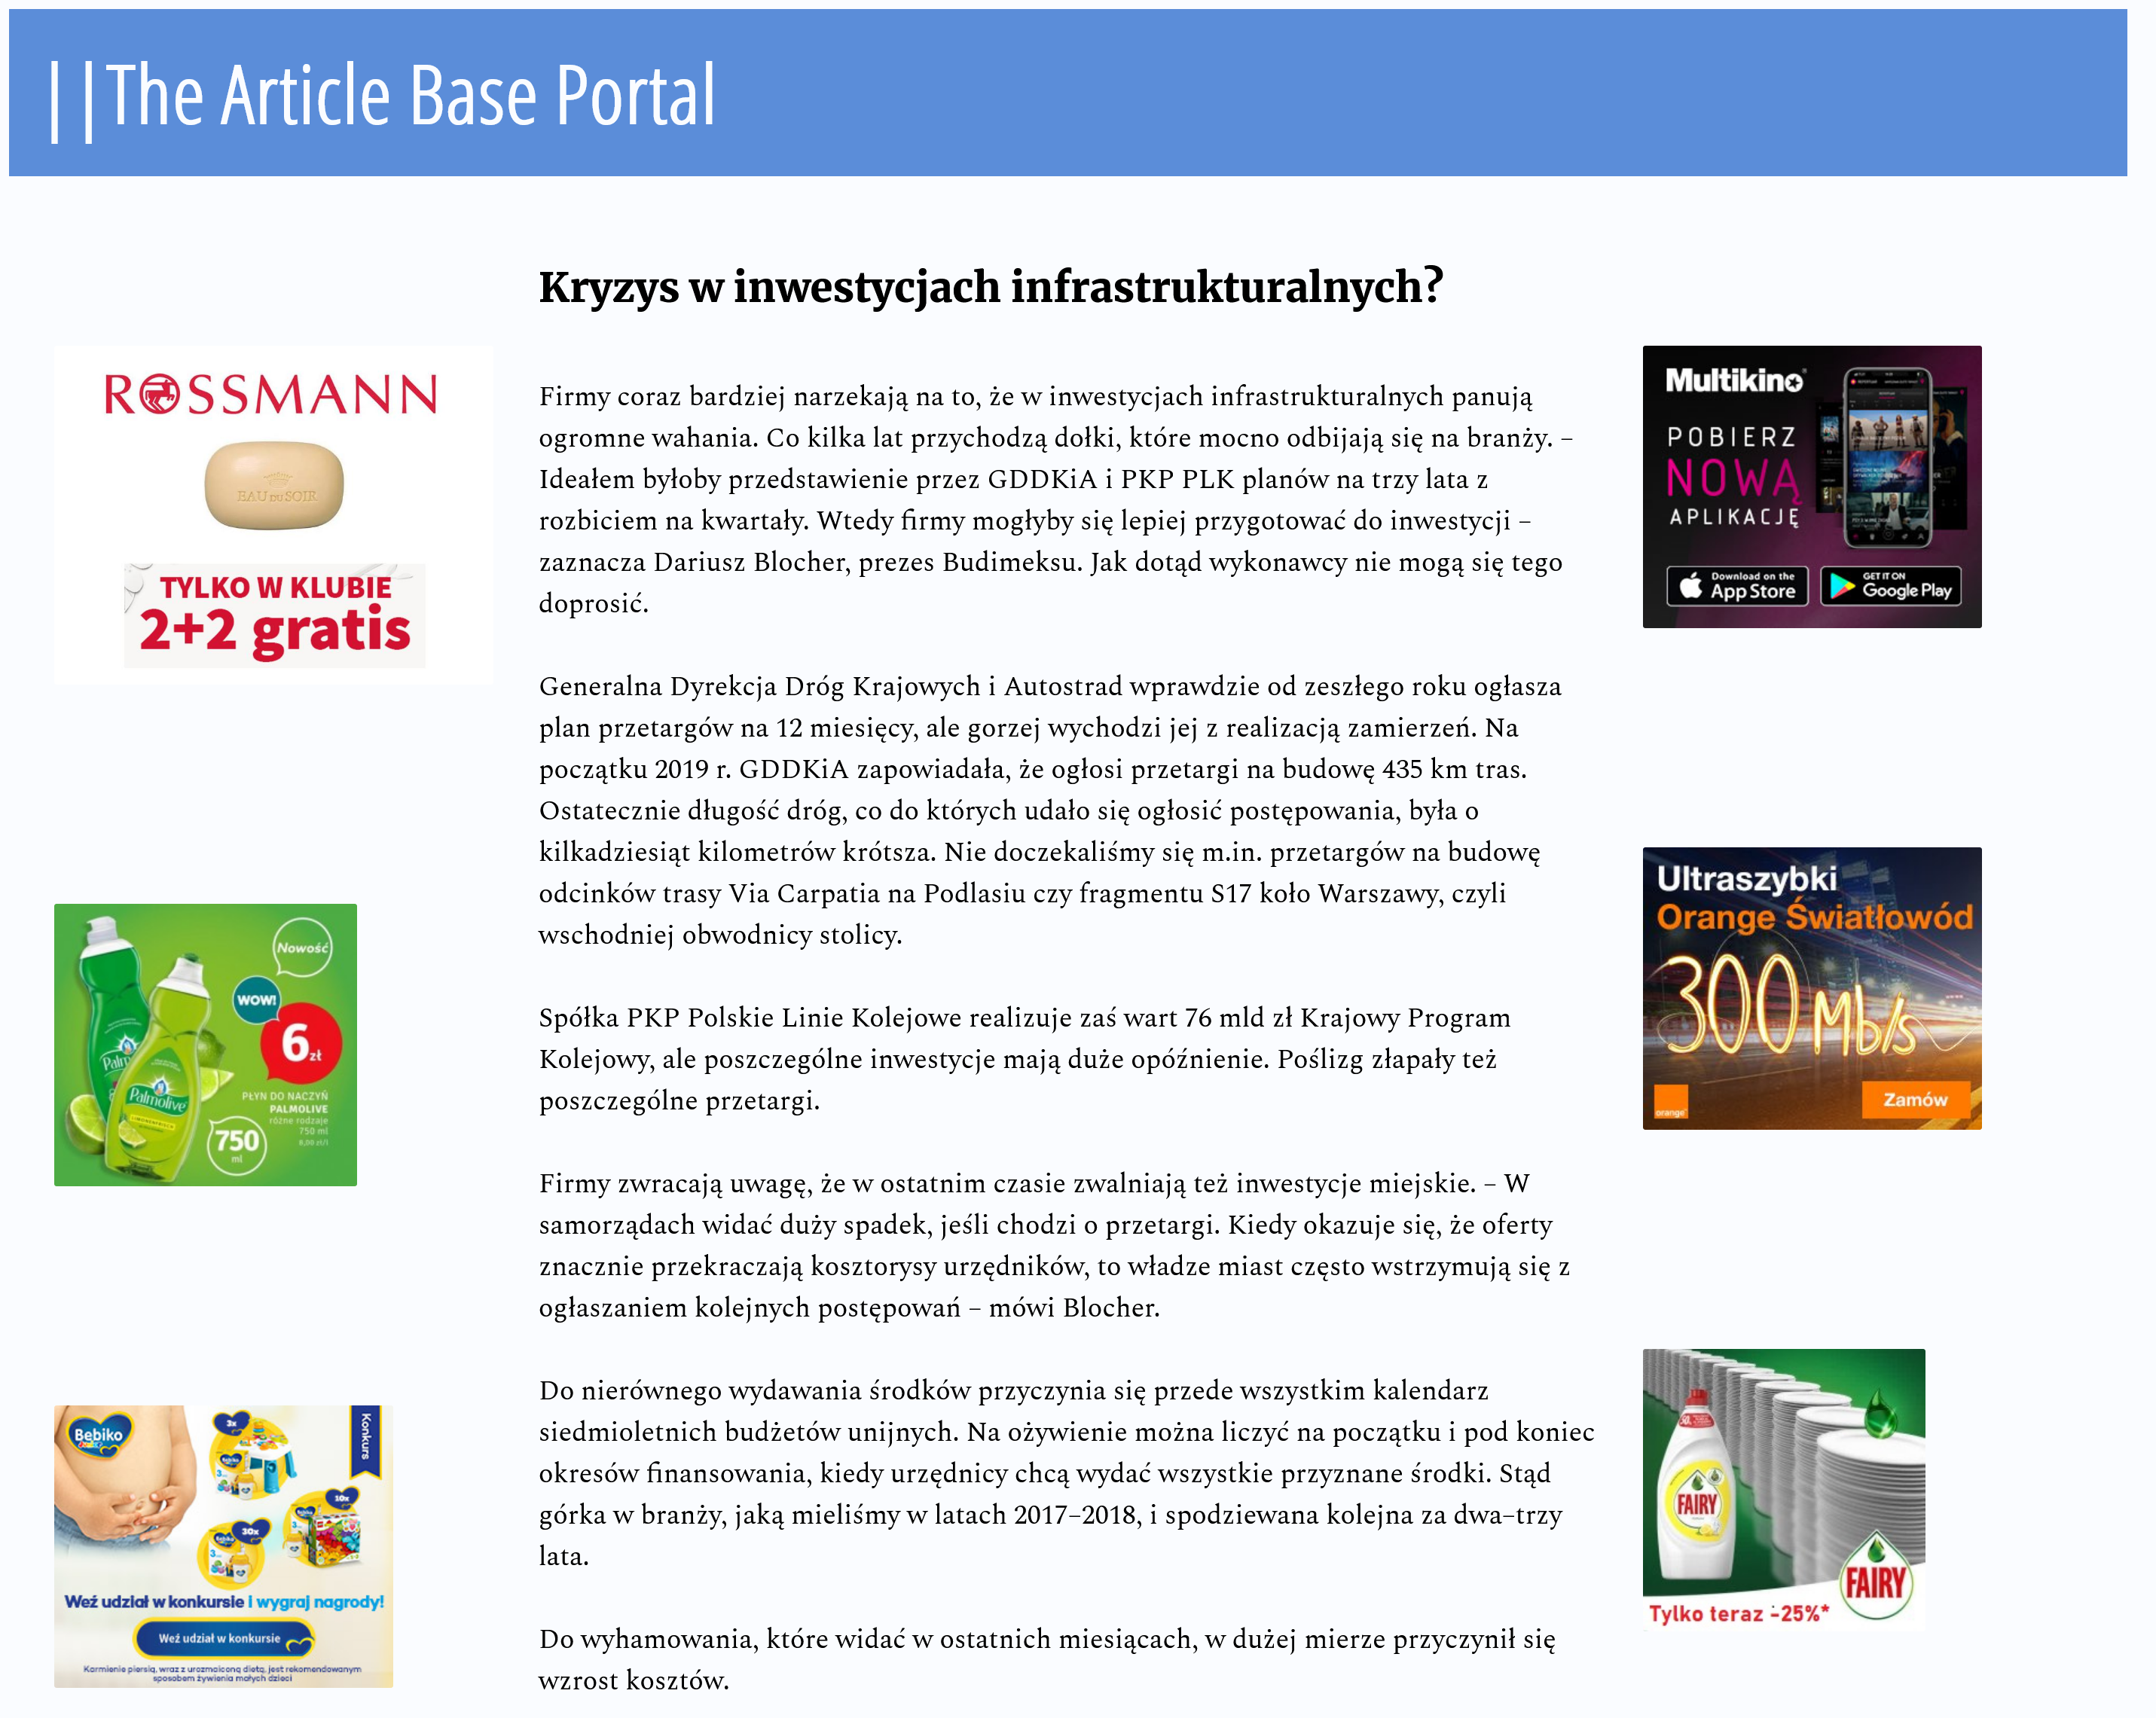 ||The Article Base Portal
Kryzys w inwestycjach infrastrukturalnych?
Firmy coraz bardziej narzekają na to, że w inwestycjach infrastrukturalnych panują
ogromne wahania. Co kilka lat przychodzą dołki, które mocno odbijają się na branży. –
Ideałem byłoby przedstawienie przez GDDKiA i PKP PLK planów na trzy lata z
rozbiciem na kwartały. Wtedy firmy mogłyby się lepiej przygotować do inwestycji –
zaznacza Dariusz Blocher, prezes Budimeksu. Jak dotąd wykonawcy nie mogą się tego
doprosić.
Generalna Dyrekcja Dróg Krajowych i Autostrad wprawdzie od zeszłego roku ogłasza
plan przetargów na 12 miesięcy, ale gorzej wychodzi jej z realizacją zamierzeń. Na
początku 2019 r. GDDKiA zapowiadała, że ogłosi przetargi na budowę 435 km tras.
Ostatecznie długość dróg, co do których udało się ogłosić postępowania, była o
kilkadziesiąt kilometrów krótsza. Nie doczekaliśmy się m.in. przetargów na budowę
odcinków trasy Via Carpatia na Podlasiu czy fragmentu S17 koło Warszawy, czyli
wschodniej obwodnicy stolicy.
Spółka PKP Polskie Linie Kolejowe realizuje zaś wart 76 mld zł Krajowy Program
Kolejowy, ale poszczególne inwestycje mają duże opóźnienie. Poślizg złapały też
poszczególne przetargi.
Firmy zwracają uwagę, że w ostatnim czasie zwalniają też inwestycje miejskie. – W
samorządach widać duży spadek, jeśli chodzi o przetargi. Kiedy okazuje się, że oferty
znacznie przekraczają kosztorysy urzędników, to władze miast często wstrzymują się z
ogłaszaniem kolejnych postępowań – mówi Blocher.
Do nierównego wydawania środków przyczynia się przede wszystkim kalendarz
siedmioletnich budżetów unijnych. Na ożywienie można liczyć na początku i pod koniec
okresów finansowania, kiedy urzędnicy chcą wydać wszystkie przyznane środki. Stąd
górka w branży, jaką mieliśmy w latach 2017–2018, i spodziewana kolejna za dwa–trzy
lata.
Do wyhamowania, które widać w ostatnich miesiącach, w dużej mierze przyczynił się
wzrost kosztów.
ROSSMANN
EAU DU SOIR
TYLKO W KLUBIE
2+2 gratis
Nowość
WOW!
6 zł
Palmolive
PŁYN DO NACZYŃ
PALMOLIVE
różne rodzaje
750 ml
8,00 zł/l
750
ml
Bebiko
Junior
Konkurs
3x
10x
30x
Weź udział w konkursie i wygraj nagrody!
Weź udział w konkursie
Karmienie piersią, wraz z urozmaiconą dietą, jest rekomendowanym
sposobem żywienia małych dzieci
Multikino
POBIERZ
NOWĄ
APLIKACJĘ
Download on the
App Store
GET IT ON
Google Play
Ultraszybki
Orange Światłowód
300 Mb/s
orange
Zamów
FAIRY
FAIRY
Tylko teraz -25%*